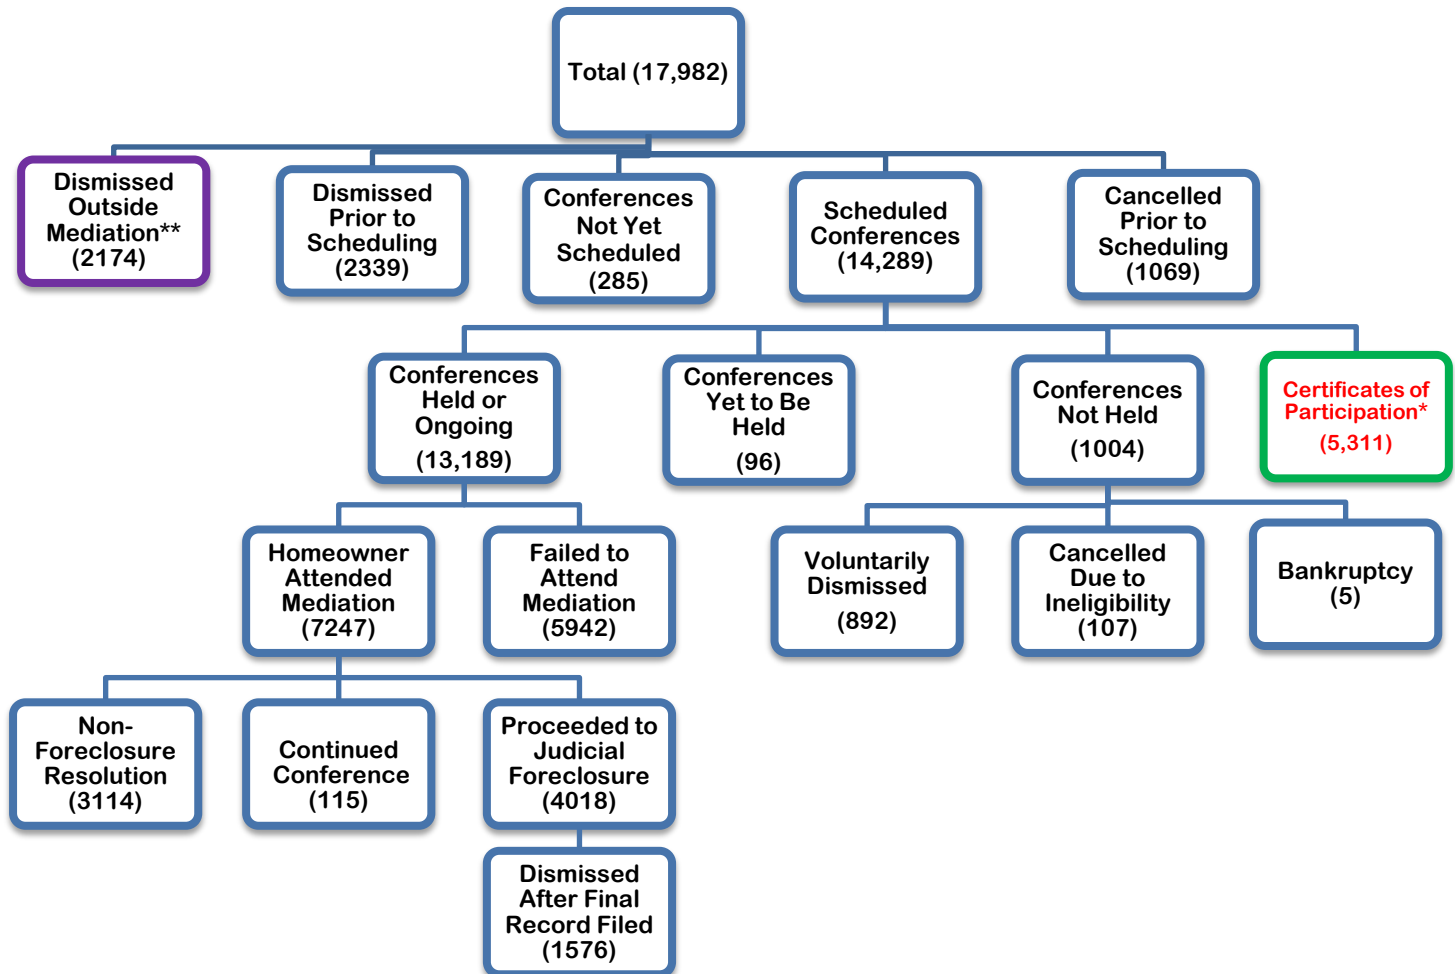 Total (17,982)
Dismissed
Outside
Mediation**
(2174)
Dismissed
Prior to
Scheduling
(2339)
Conferences
Not Yet
Scheduled
(285)
Scheduled
Conferences
(14,289)
Cancelled
Prior to
Scheduling
(1069)
Conferences
Held or
Ongoing
(13,189)
Conferences
Yet to Be
Held
(96)
Conferences
Not Held
(1004)
Certificates of
Participation*
(5,311)
Homeowner
Attended
Mediation
(7247)
Failed to
Attend
Mediation
(5942)
Voluntarily
Dismissed
(892)
Cancelled
Due to
Ineligibility
(107)
Bankruptcy
(5)
Non-
Foreclosure
Resolution
(3114)
Continued
Conference
(115)
Proceeded to
Judicial
Foreclosure
(4018)
Dismissed
After Final
Record Filed
(1576)